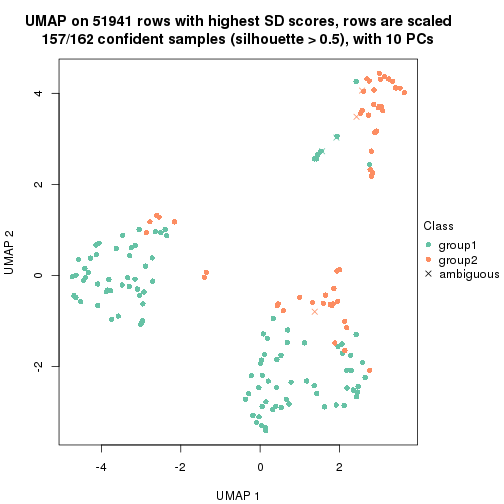 UMAP on 51941 rows with highest SD scores, rows are scaled
157/162 confident samples (silhouette > 0.5), with 10 PCs
4
2
0
-2
-4
-2
0
2
UMAP 1
UMAP 2
Class
group1
group2
ambiguous